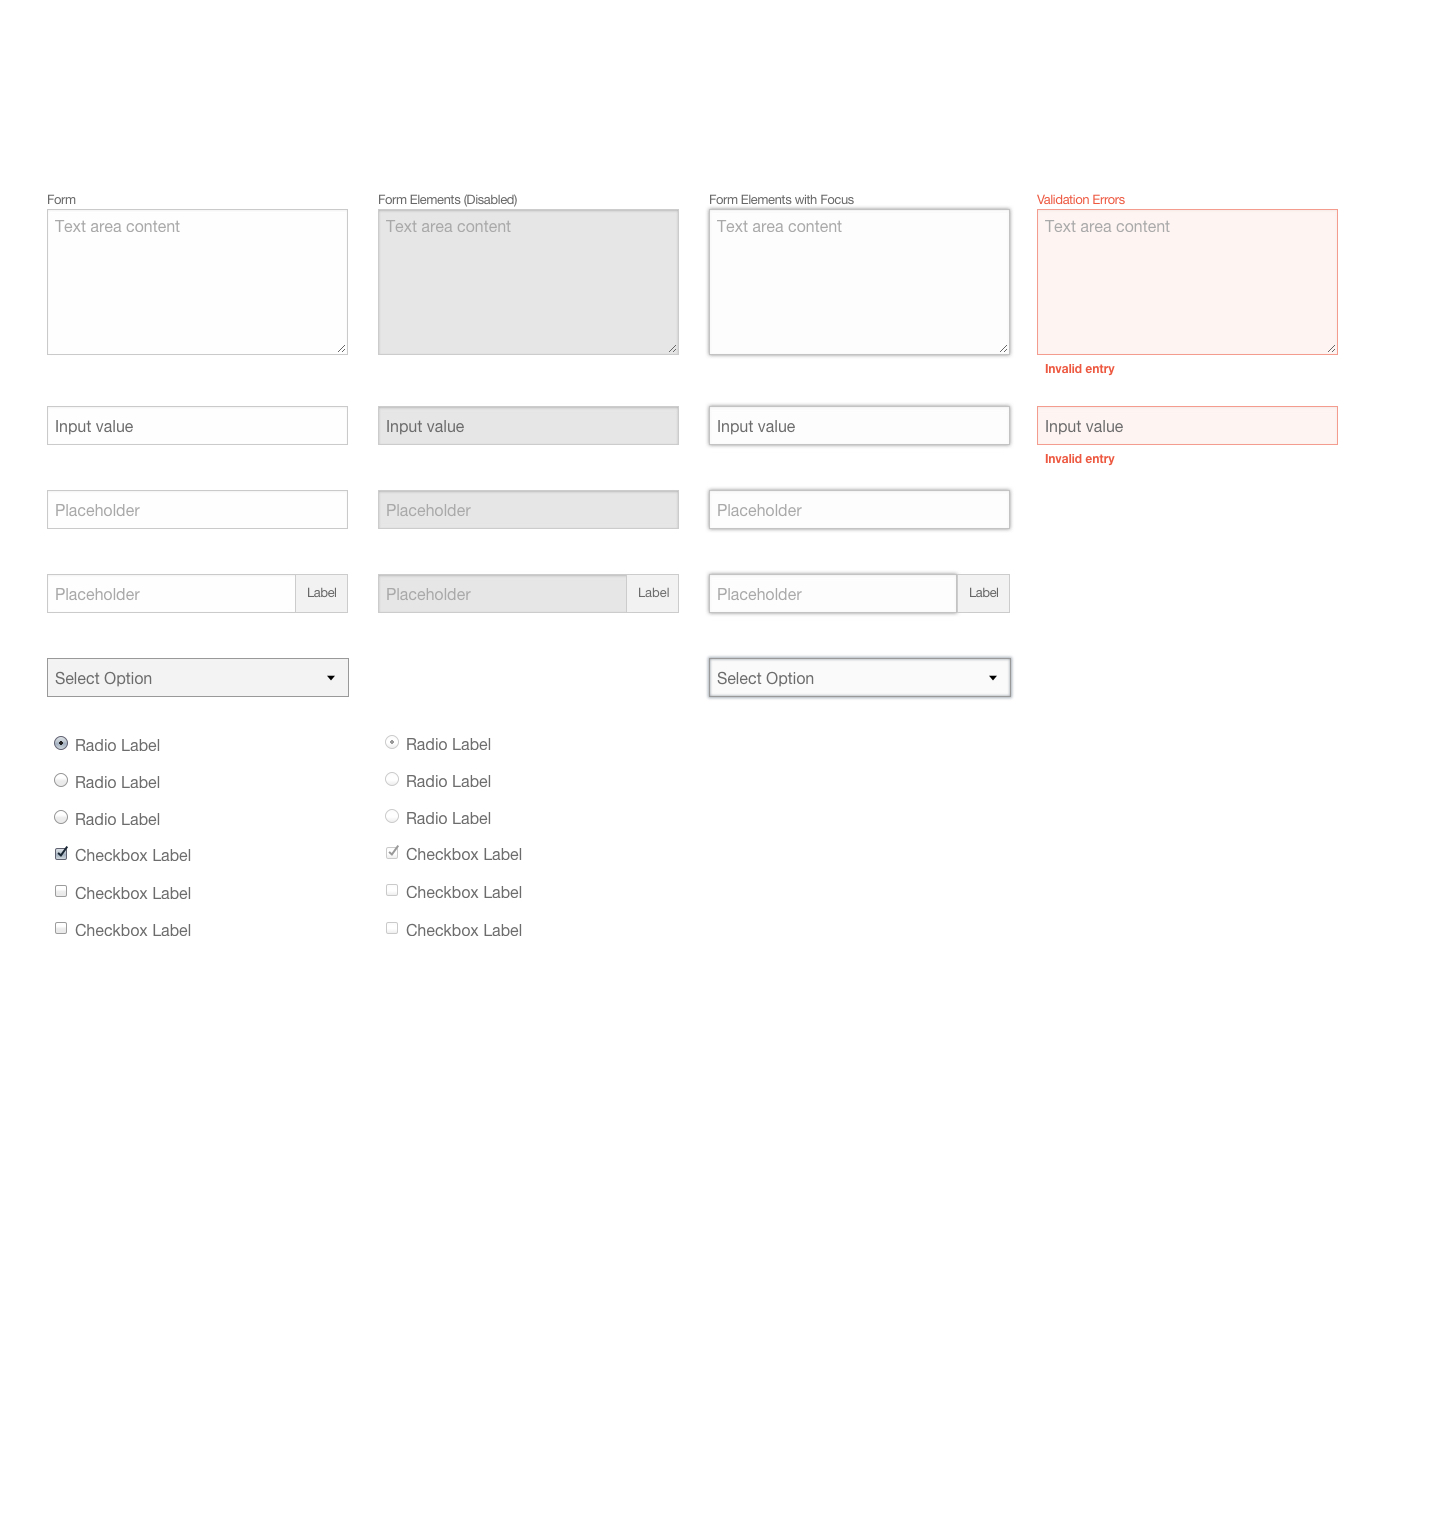 Form
Form Elements (Disabled)
Form Elements with Focus
Validation Errors
Text area content
Text area content
Text area content
Text area content
Invalid entry
Input value
Input value
Input value
Input value
Invalid entry
Placeholder
Placeholder
Placeholder
Placeholder
Label
Placeholder
Label
Placeholder
Label
Select Option
Select Option
Radio Label
Radio Label
Radio Label
Radio Label
Radio Label
Radio Label
Checkbox Label
Checkbox Label
Checkbox Label
Checkbox Label
Checkbox Label
Checkbox Label